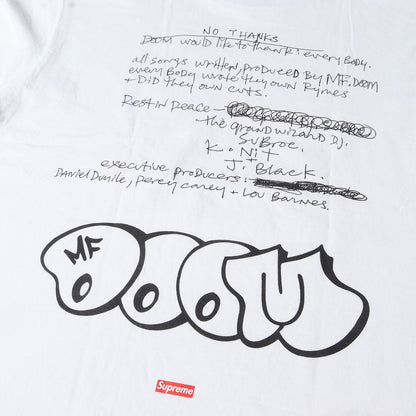 NO THANKS
DOOM would like to thank: every Body.
all songs written, produced by MF. DOOM
every Body wrote they own Rymes
+ Did they own cuts.
Rest in Peace –
- the grand wizard DJ.
SUBROC.
K. Nit
J. Black.
executive Producers:
Daniel Dumile, percy carey + Lou Barnes.
MF
DOOM
Supreme